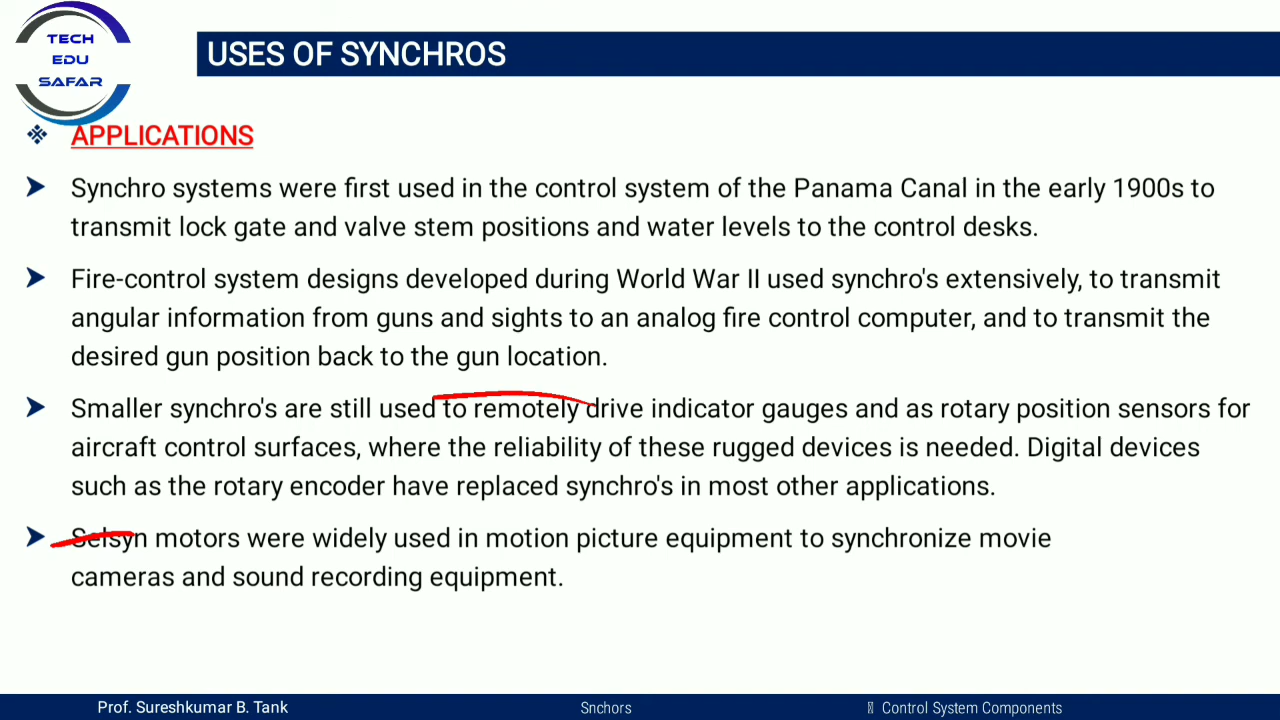 TECH
EDU
SAFAR
USES OF SYNCHROS
APPLICATIONS
Synchro systems were first used in the control system of the Panama Canal in the early 1900s to
transmit lock gate and valve stem positions and water levels to the control desks.
Fire-control system designs developed during World War II used synchro's extensively, to transmit
angular information from guns and sights to an analog fire control computer, and to transmit the
desired gun position back to the gun location.
Smaller synchro's are still used to remotely drive indicator gauges and as rotary position sensors for
aircraft control surfaces, where the reliability of these rugged devices is needed. Digital devices
such as the rotary encoder have replaced synchro's in most other applications.
Selsyn motors were widely used in motion picture equipment to synchronize movie
cameras and sound recording equipment.
Prof. Sureshkumar B. Tank
Snchors
Control System Components